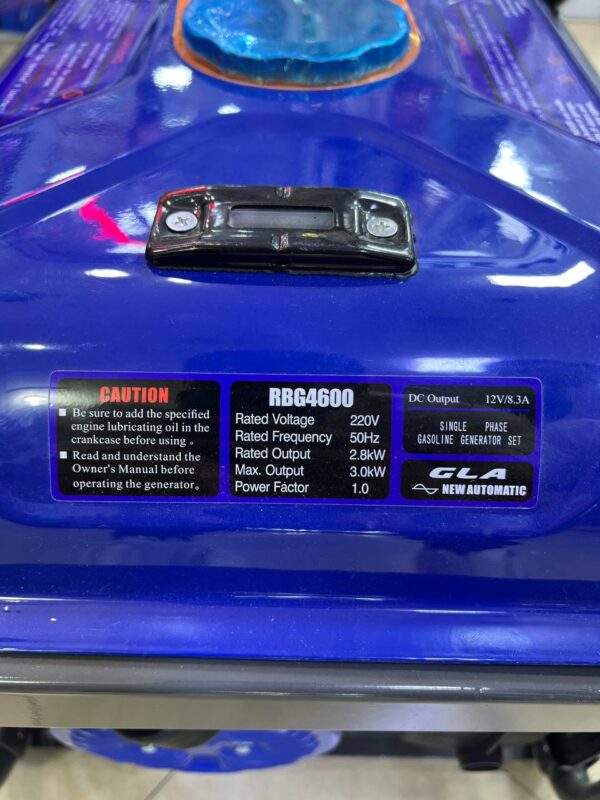 CAUTION
■ Be sure to add the specified
engine lubricating oil in the
crankcase before using 。
■ Read and understand the
Owner's Manual before
operating the generator。
RBG4600
Rated Voltage 220V
Rated Frequency 50Hz
Rated Output 2.8kW
Max. Output 3.0kW
Power Factor 1.0
DC Output 12V/8.3A
SINGLE PHASE
GASOLINE GENERATOR SET
GLA
NEW AUTOMATIC